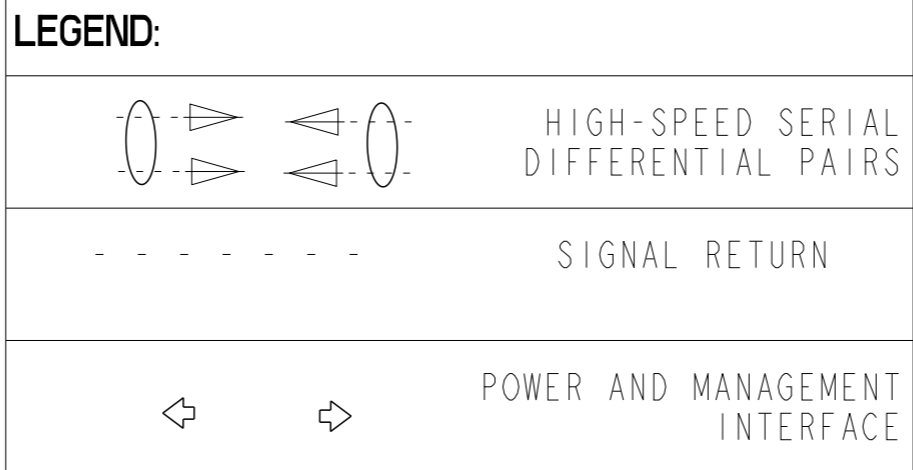 LEGEND:
HIGH-SPEED SERIAL
DIFFERENTIAL PAIRS
SIGNAL RETURN
POWER AND MANAGEMENT
INTERFACE